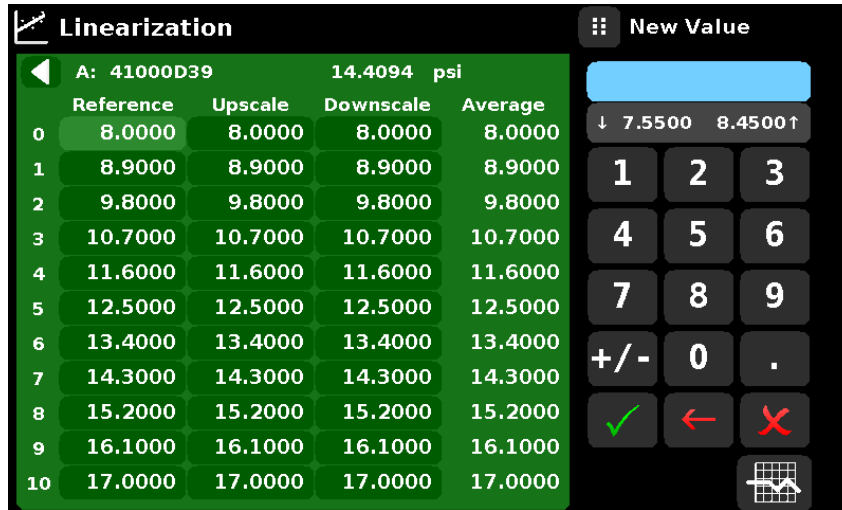 Linearization
A: 41000D39 14.4094 psi
Reference Upscale Downscale Average
0 8.0000 8.0000 8.0000 8.0000
1 8.9000 8.9000 8.9000 8.9000
2 9.8000 9.8000 9.8000 9.8000
3 10.7000 10.7000 10.7000 10.7000
4 11.6000 11.6000 11.6000 11.6000
5 12.5000 12.5000 12.5000 12.5000
6 13.4000 13.4000 13.4000 13.4000
7 14.3000 14.3000 14.3000 14.3000
8 15.2000 15.2000 15.2000 15.2000
9 16.1000 16.1000 16.1000 16.1000
10 17.0000 17.0000 17.0000 17.0000
New Value
↓ 7.5500 8.4500↑
1 2 3
4 5 6
7 8 9
+/- 0 .